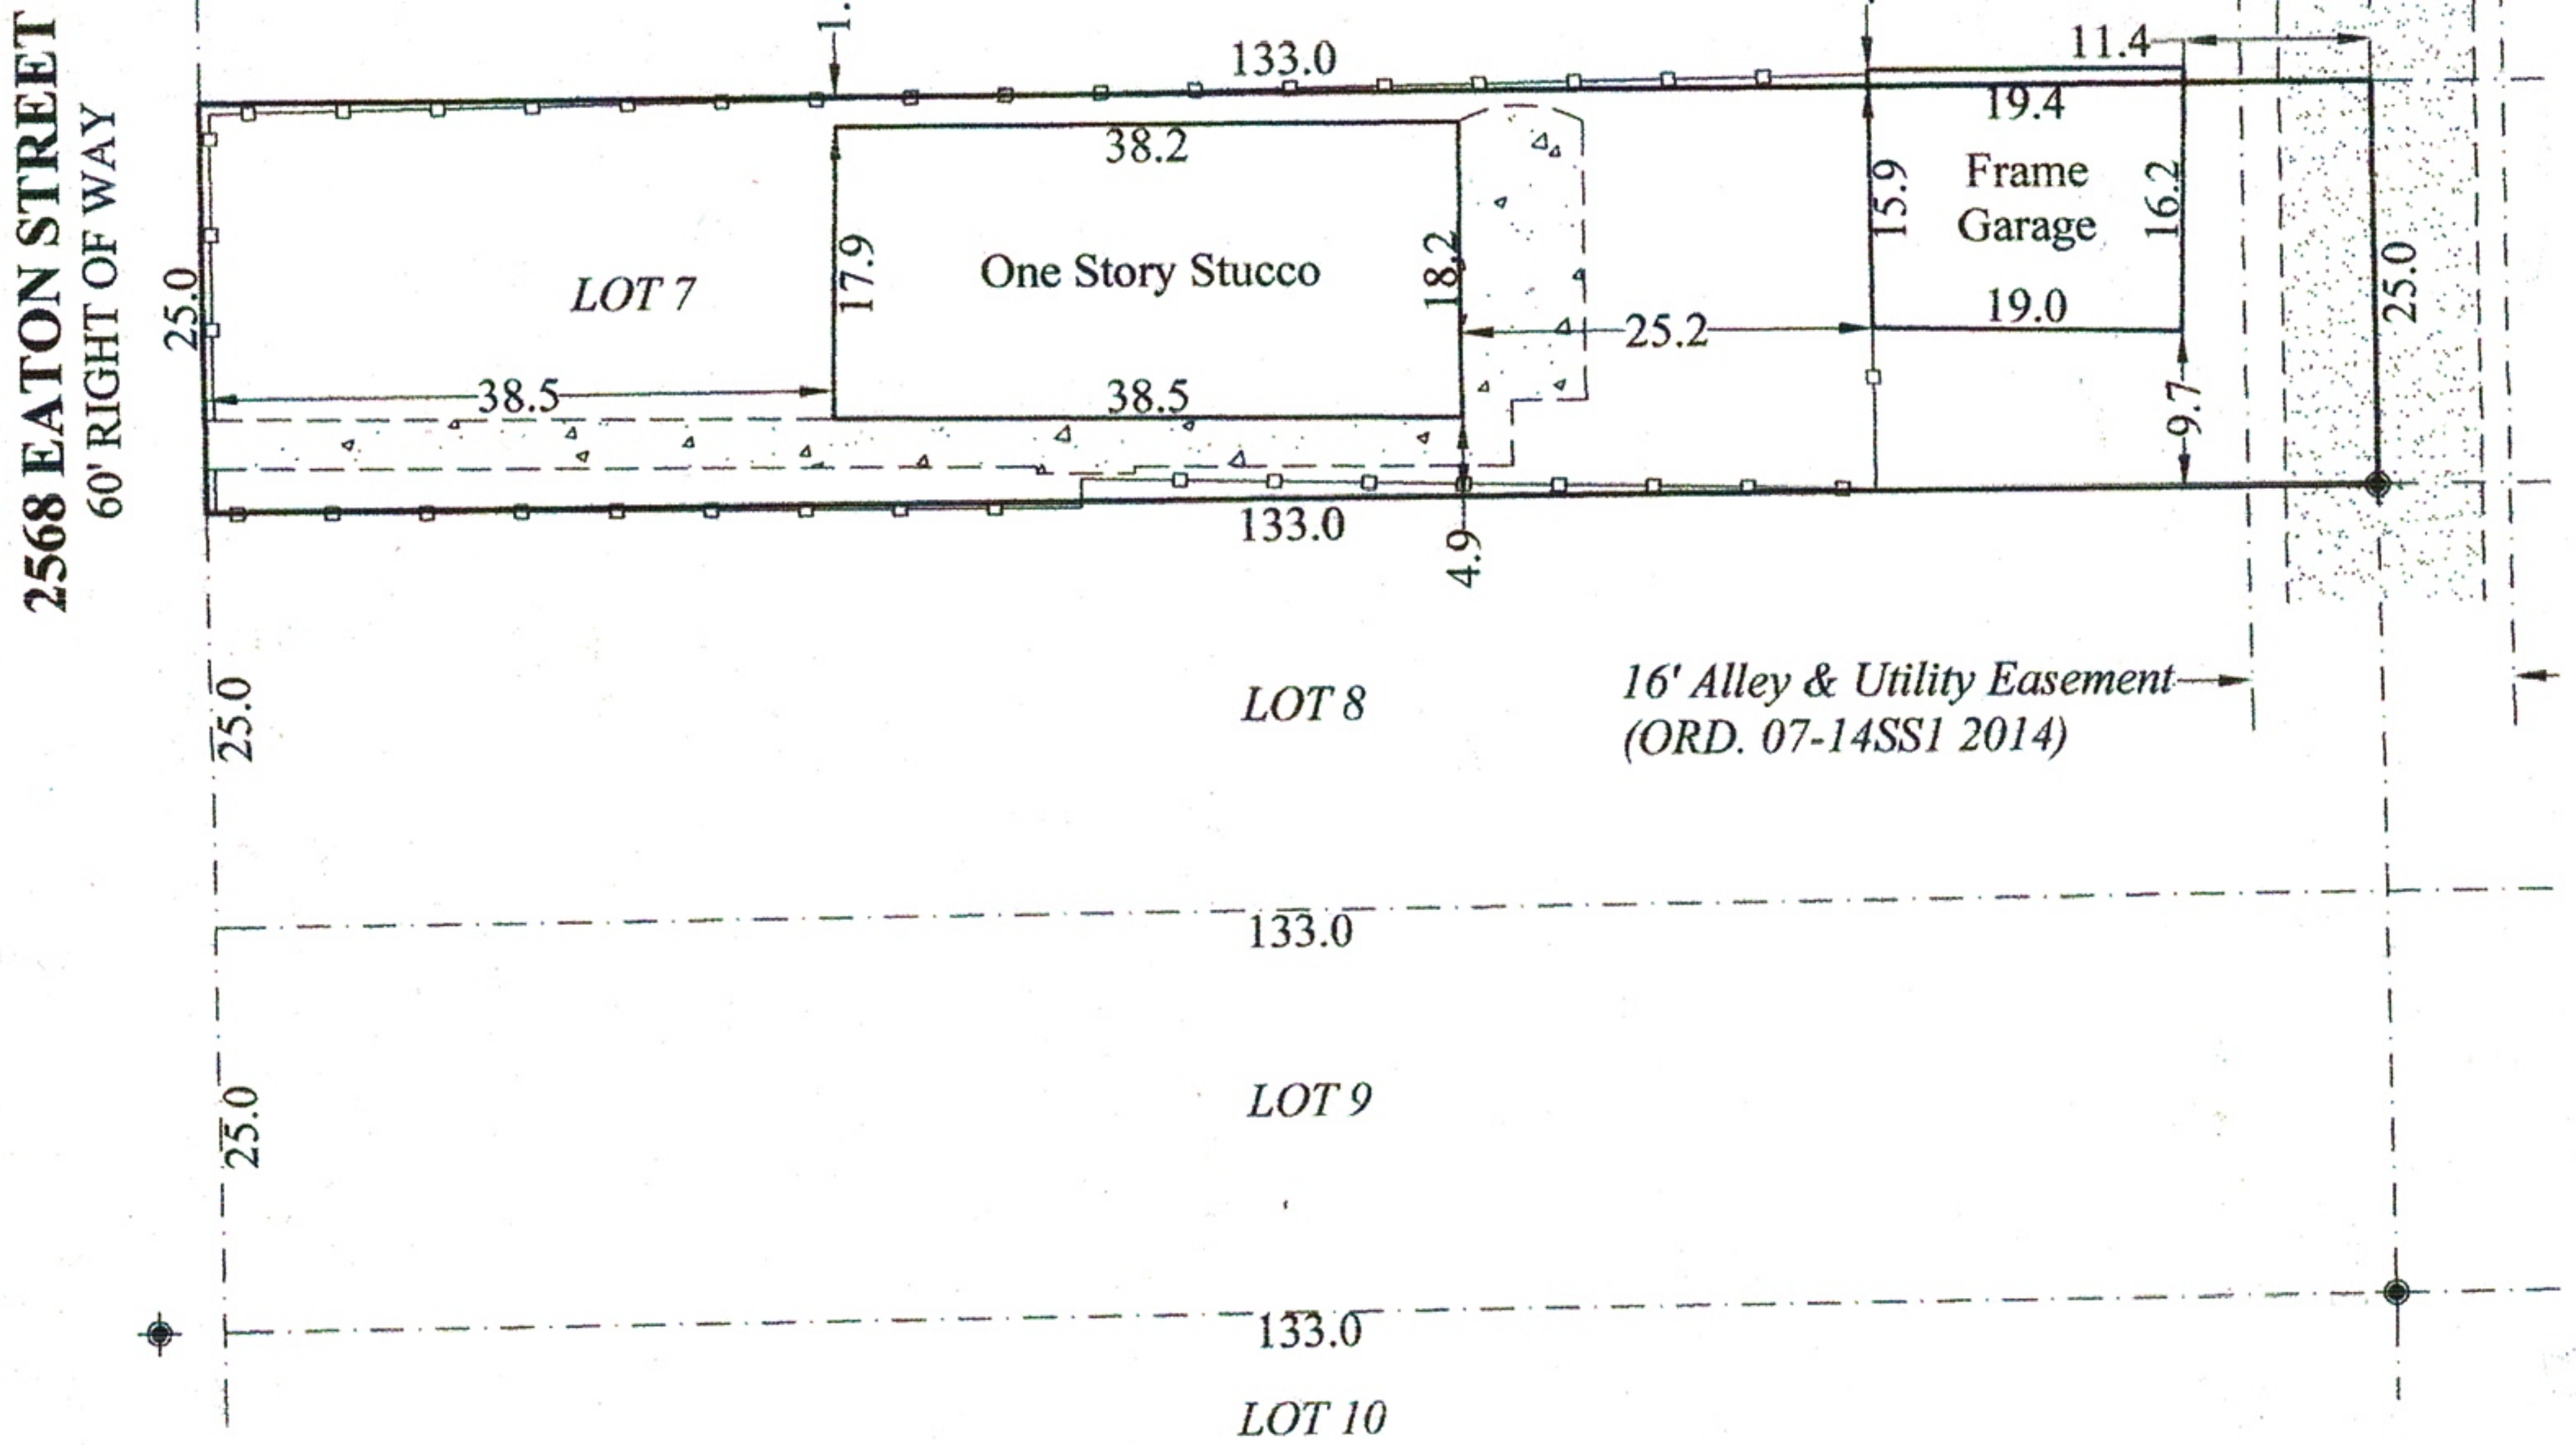 2568 EATON STREET
60' RIGHT OF WAY
1.
133.0
11.4
25.0
LOT 7
38.5
38.2
17.9
One Story Stucco
18.2
38.5
25.2
19.4
15.9
Frame
Garage
16.2
19.0
9.7
25.0
133.0
4.9
25.0
LOT 8
16' Alley & Utility Easement
(ORD. 07-14SS1 2014)
133.0
25.0
LOT 9
133.0
LOT 10